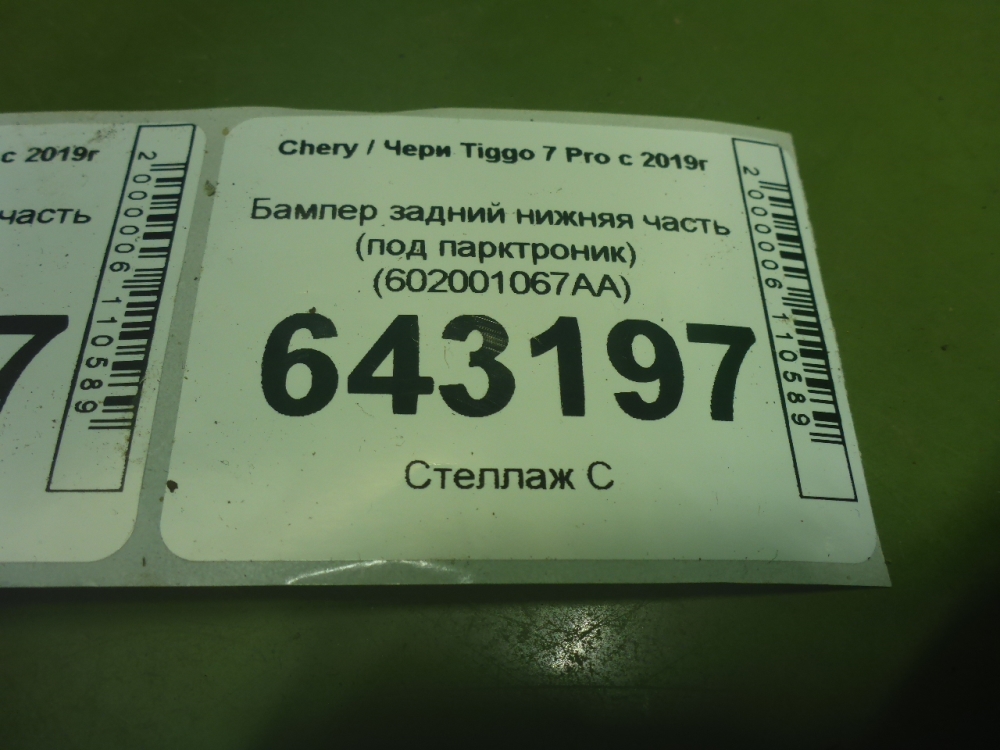 с 2019г
часть
7
2000006110589
Chery / Чери Tiggo 7 Pro с 2019г
Бампер задний нижняя часть
(под парктроник)
(602001067AA)
643197
Стеллаж С
2000006110589